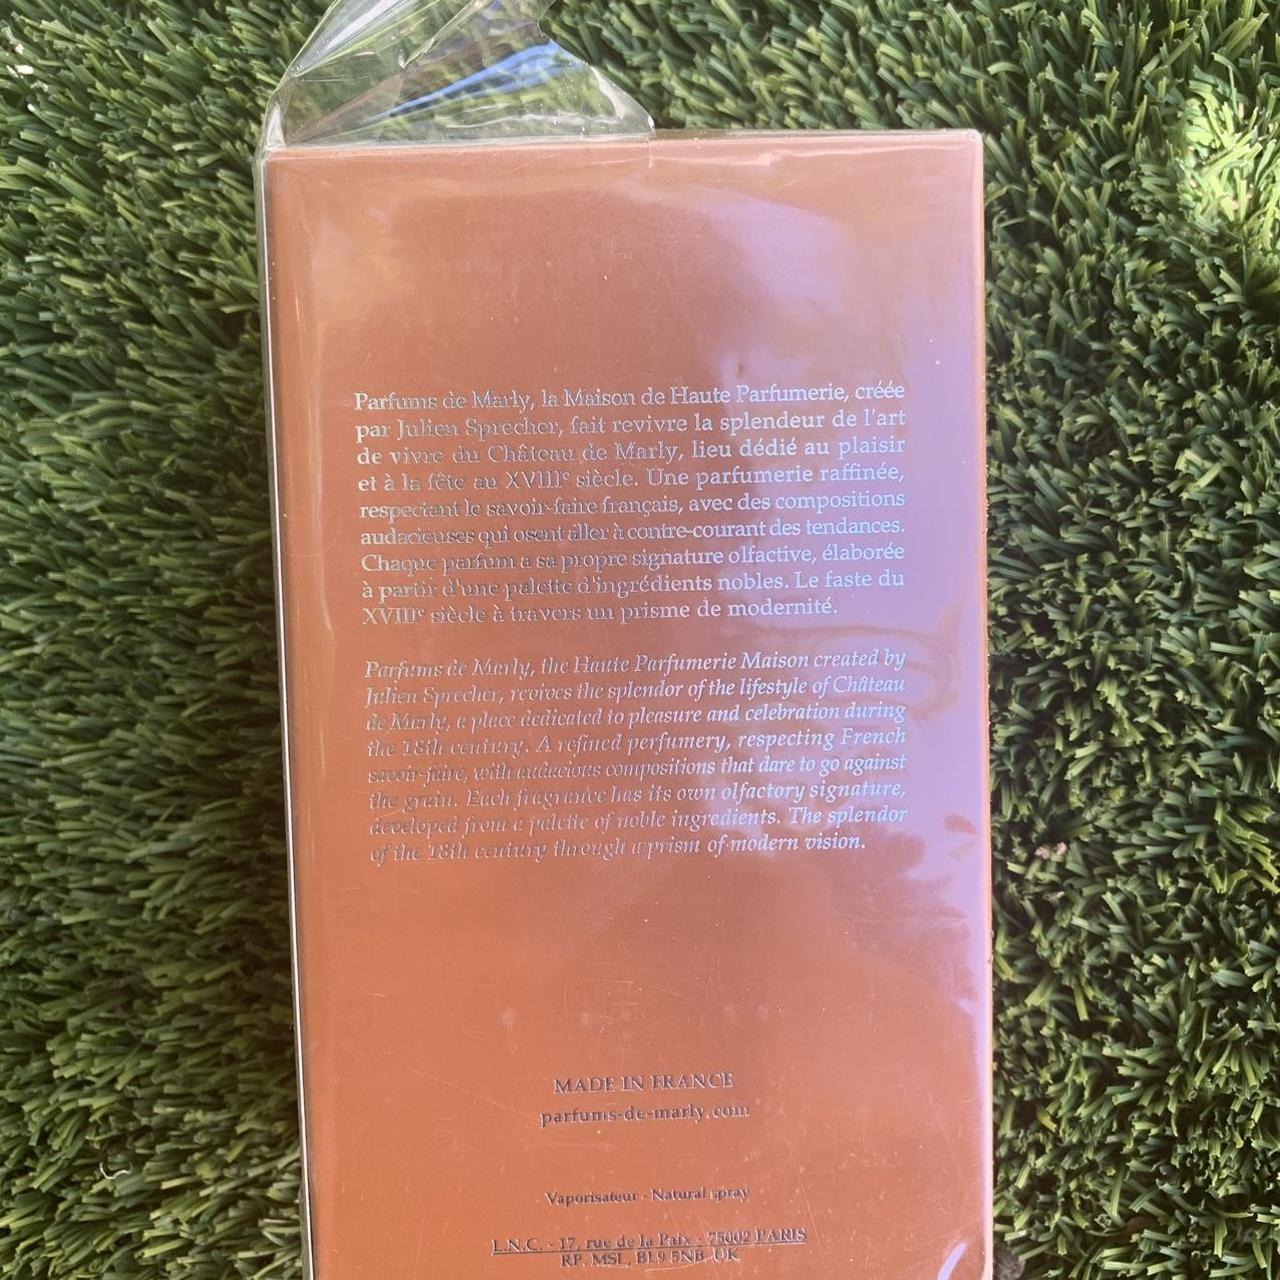 Parfums de Marly, la Maison de Haute Parfumerie, créée
par Julien Sprecher, fait revivre la splendeur de l'art
de vivre du Château de Marly, lieu dédié au plaisir
et à la fête au XVIIIe siècle. Une parfumerie raffinée,
respectant le savoir-faire français, avec des compositions
audacieuses qui osent aller à contre-courant des tendances.
Chaque parfum a sa propre signature olfactive, élaborée
à partir d'une palette d'ingrédients nobles. Le faste du
XVIIIe siècle à travers un prisme de modernité.
Parfums de Marly, the Haute Parfumerie Maison created by
Julien Sprecher, revives the splendor of the lifestyle of Château
de Marly, a place dedicated to pleasure and celebration during
the 18th century. A refined perfumery, respecting French
savoir-faire, with audacious compositions that dare to go against
the grain. Each fragrance has its own olfactory signature,
developed from a palette of noble ingredients. The splendor
of the 18th century through a prism of modern vision.
MADE IN FRANCE
parfums-de-marly.com
Vaporisateur - Natural spray
L.N.C. - 17, rue de la Paix - 75002 PARIS
RP. MSL, BL9 5NB, UK